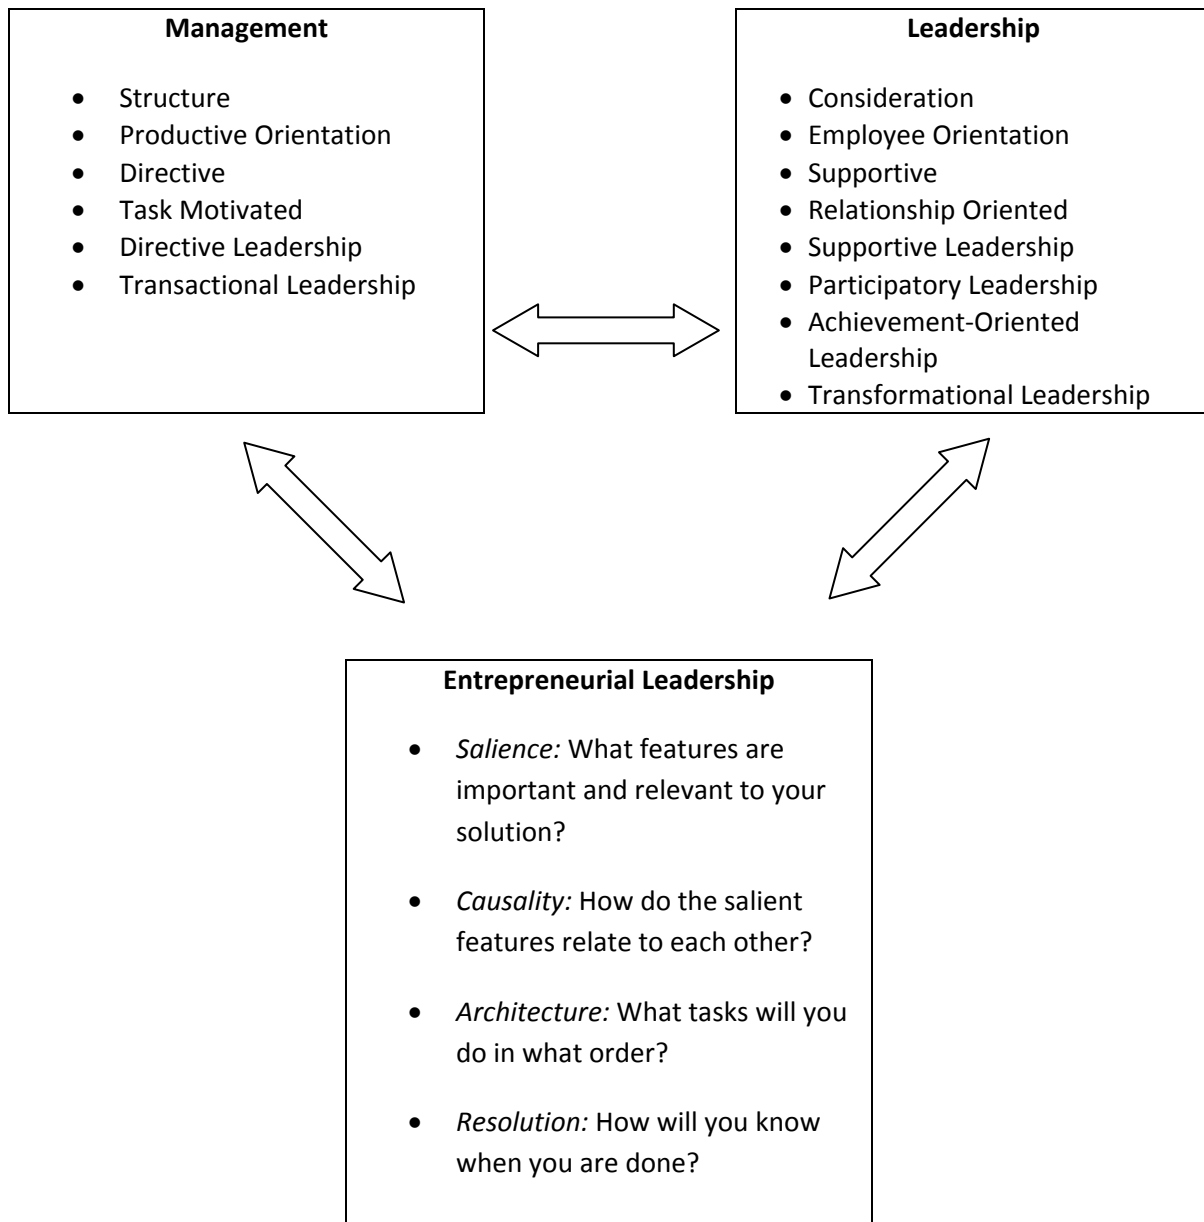 Management
• Structure
• Productive Orientation
• Directive
• Task Motivated
• Directive Leadership
• Transactional Leadership
Leadership
• Consideration
• Employee Orientation
• Supportive
• Relationship Oriented
• Supportive Leadership
• Participatory Leadership
• Achievement-Oriented
Leadership
• Transformational Leadership
Entrepreneurial Leadership
• Salience: What features are
important and relevant to your
solution?
• Causality: How do the salient
features relate to each other?
• Architecture: What tasks will you
do in what order?
• Resolution: How will you know
when you are done?